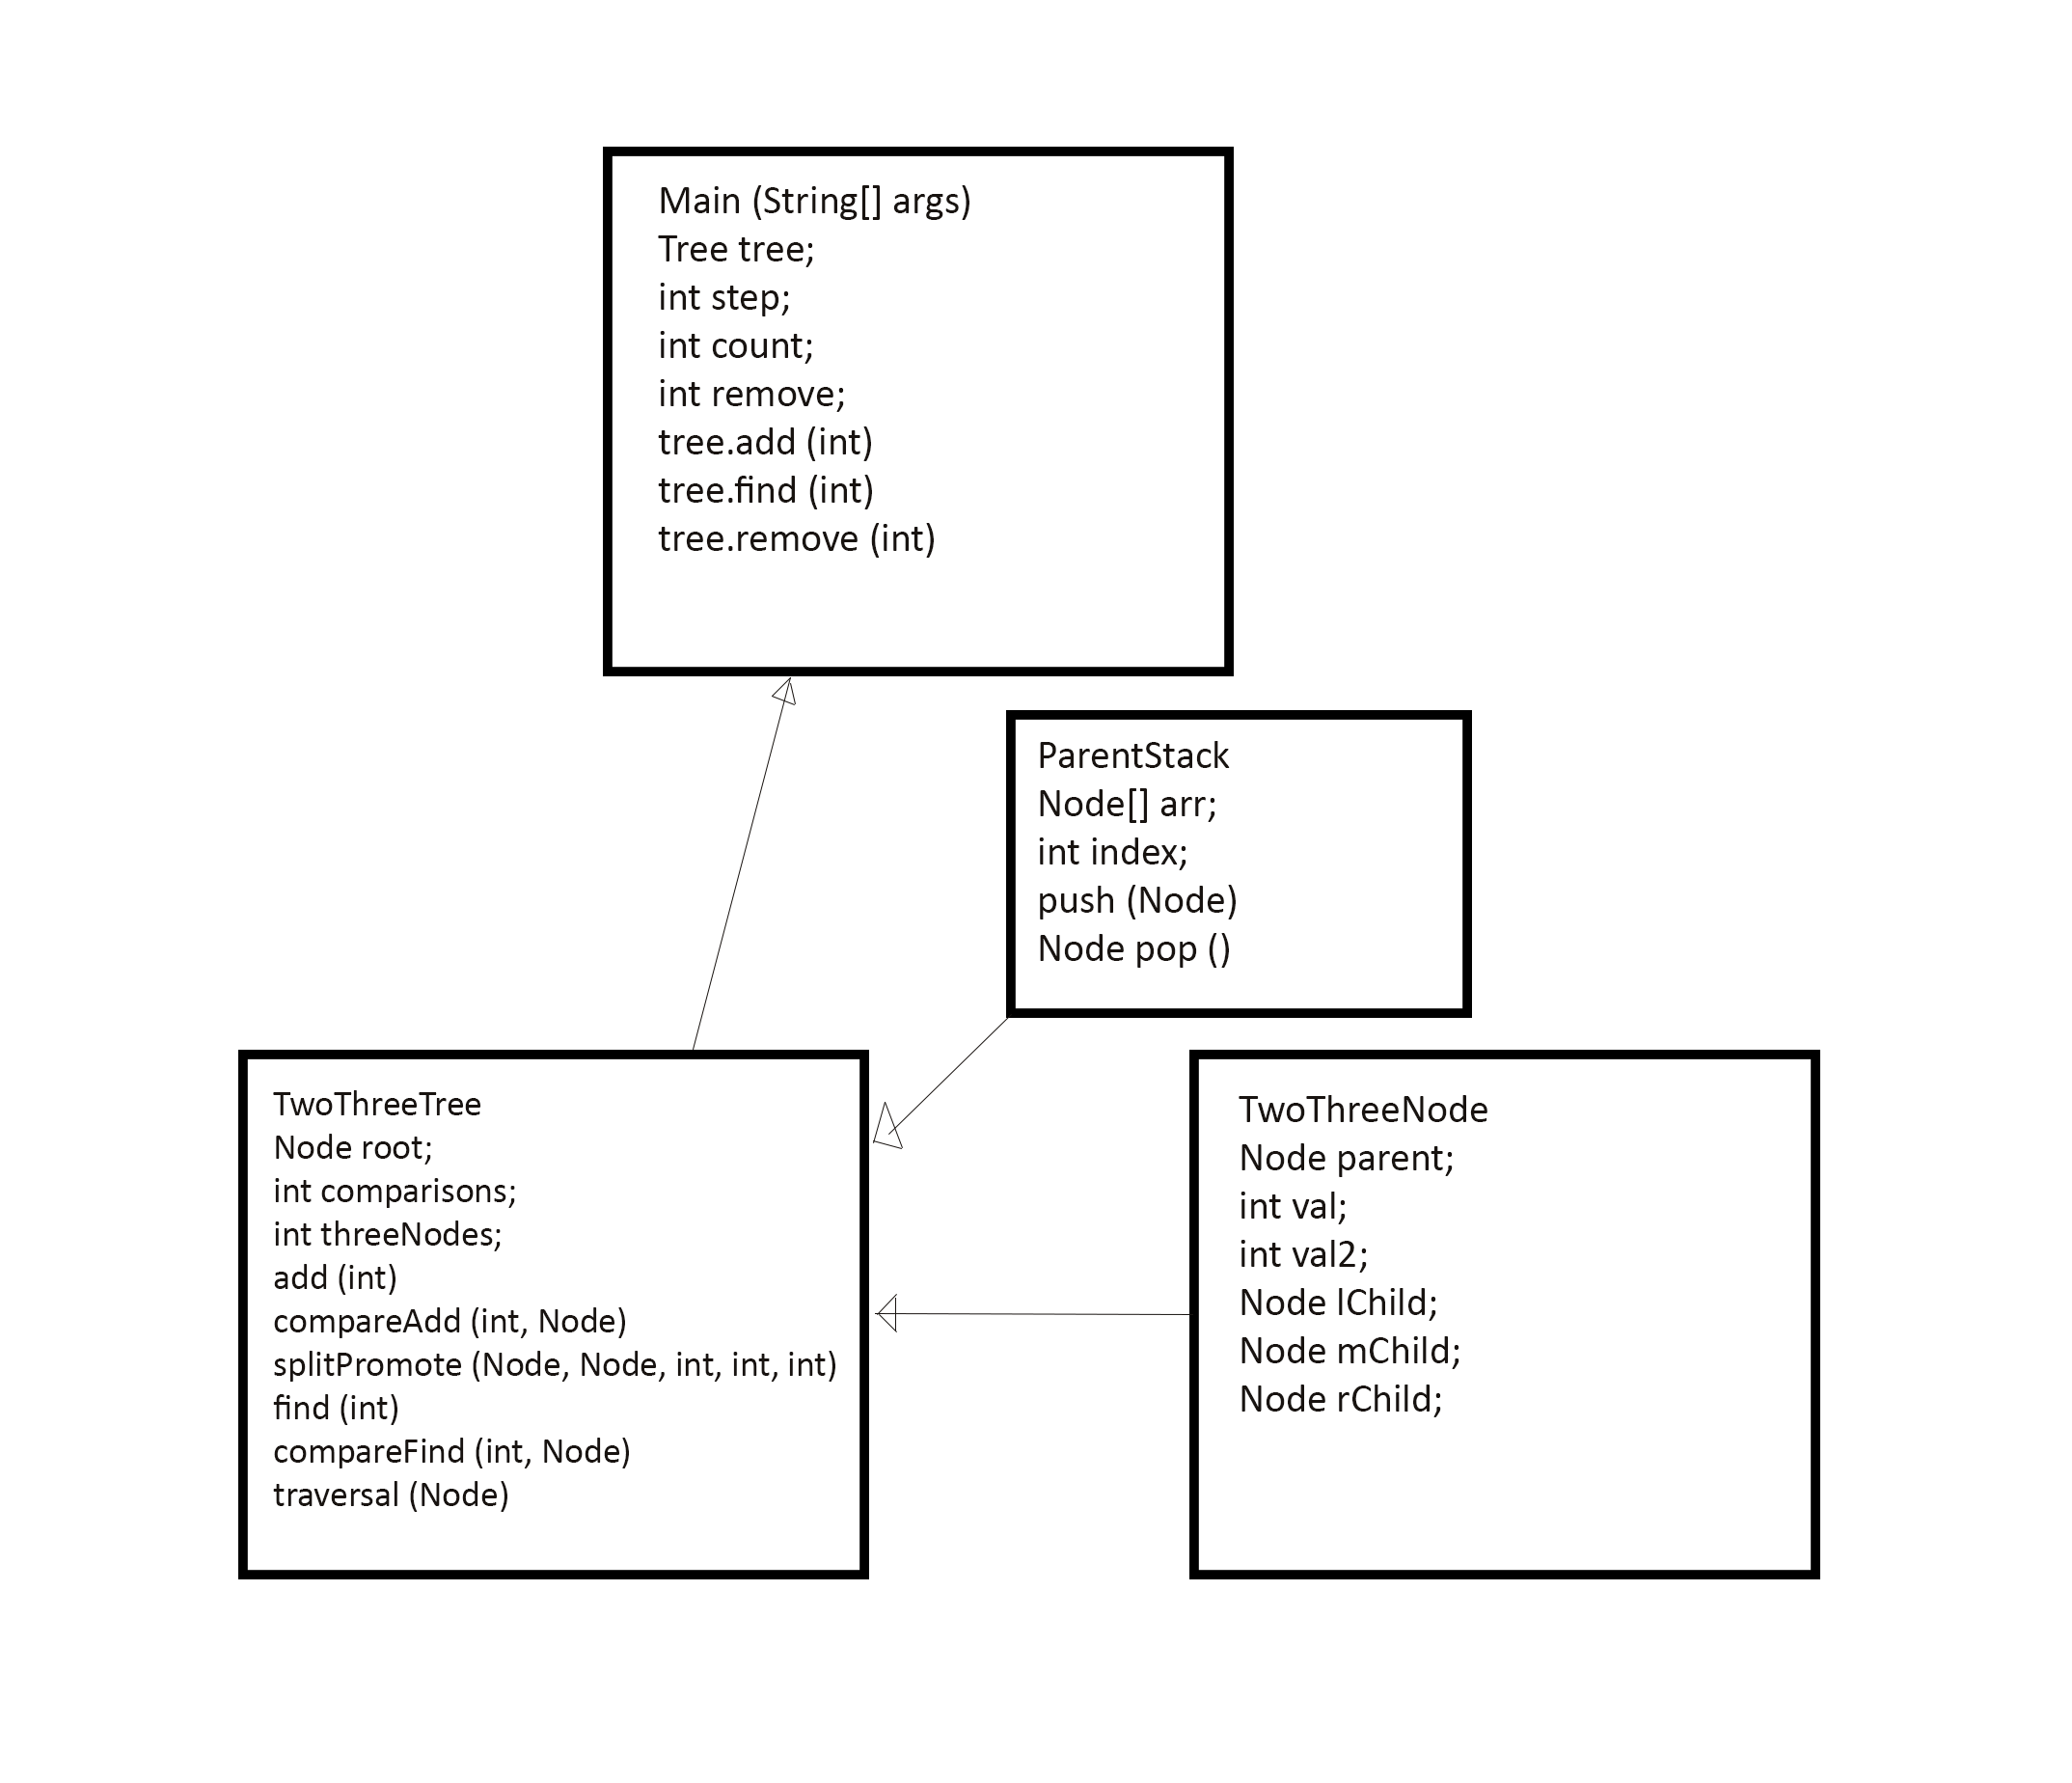 Main (String[] args)
Tree tree;
int step;
int count;
int remove;
tree.add (int)
tree.find (int)
tree.remove (int)
ParentStack
Node[] arr;
int index;
push (Node)
Node pop ()
TwoThreeTree
Node root;
int comparisons;
int threeNodes;
add (int)
compareAdd (int, Node)
splitPromote (Node, Node, int, int, int)
find (int)
compareFind (int, Node)
traversal (Node)
TwoThreeNode
Node parent;
int val;
int val2;
Node lChild;
Node mChild;
Node rChild;